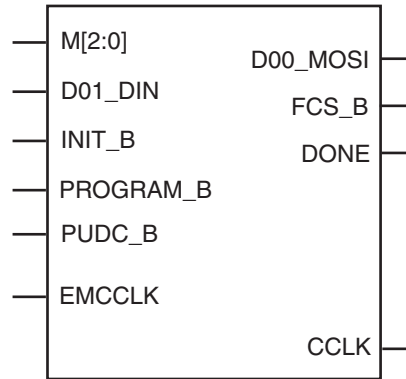 M[2:0]
D01_DIN
INIT_B
PROGRAM_B
PUDC_B
EMCCLK
D00_MOSI
FCS_B
DONE
CCLK